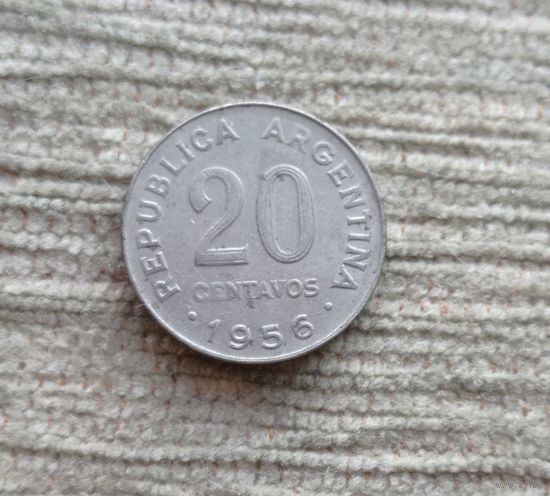 REPUBLICA ARGENTINA
20
CENTAVOS
• 1956 •